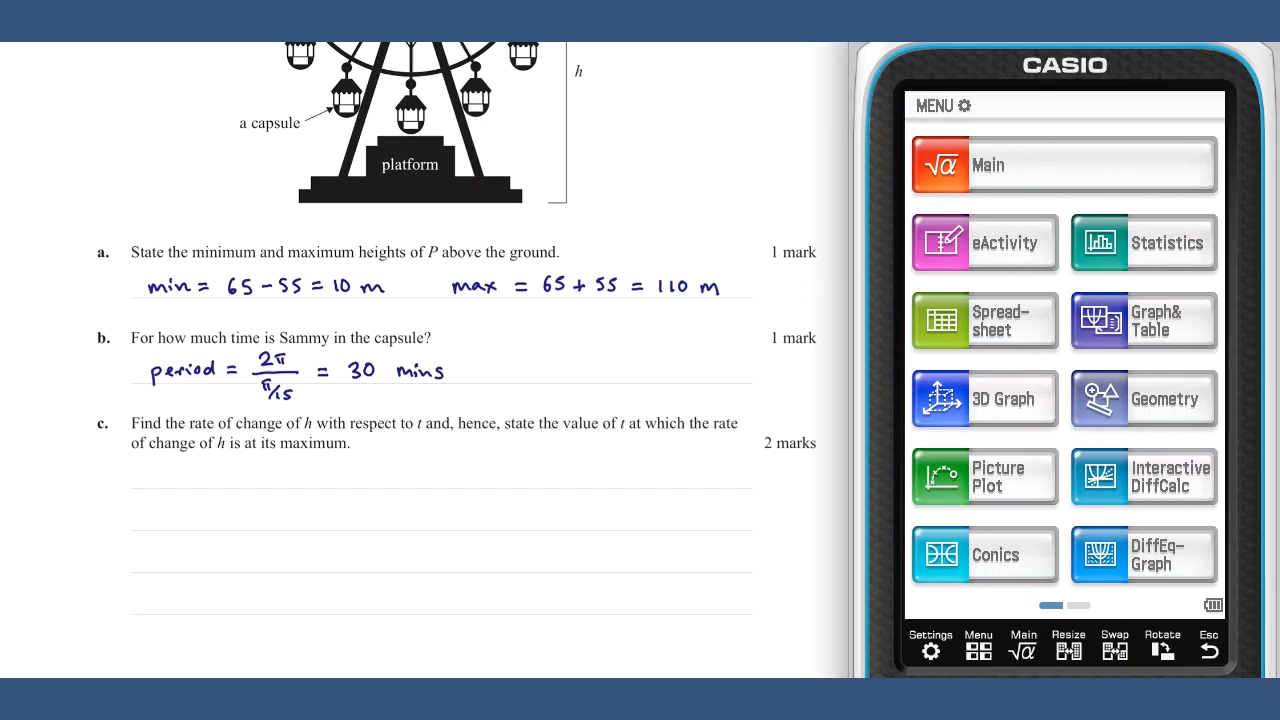 h
a capsule
platform
a. State the minimum and maximum heights of P above the ground. 1 mark
min = 65 - 55 = 10 m max = 65 + 55 = 110 m
b. For how much time is Sammy in the capsule? 1 mark
period = 2π / π/15 = 30 mins
c. Find the rate of change of h with respect to t and, hence, state the value of t at which the rate
of change of h is at its maximum. 2 marks
CASIO
MENU
√α Main
eActivity Statistics
Spread-
sheet
Graph&
Table
3D Graph Geometry
Picture
Plot
Interactive
DiffCalc
Conics
DiffEq-
Graph
Settings Menu Main Resize Swap Rotate Esc
√α